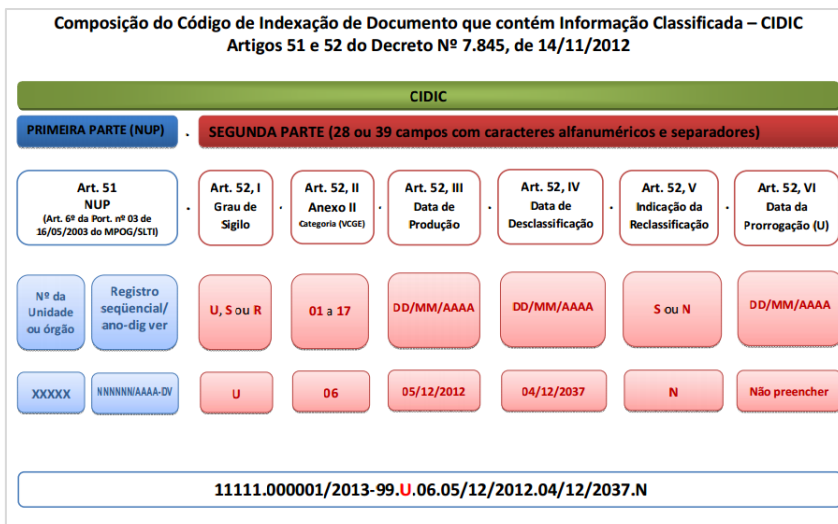 Composição do Código de Indexação de Documento que contém Informação Classificada – CIDIC
Artigos 51 e 52 do Decreto Nº 7.845, de 14/11/2012
CIDIC
PRIMEIRA PARTE (NUP) . SEGUNDA PARTE (28 ou 39 campos com caracteres alfanuméricos e separadores)
Art. 51
NUP
(Art. 6º da Port. nº 03 de
16/05/2003 do MPOG/SLTI)
.
Art. 52, I
Grau de
Sigilo
.
Art. 52, II
Anexo II
Categoria (VCGE)
.
Art. 52, III
Data de
Produção
.
Art. 52, IV
Data de
Desclassificação
.
Art. 52, V
Indicação da
Reclassificação
.
Art. 52, VI
Data da
Prorrogação (U)
Nº da
Unidade
ou órgão
Registro
seqüencial/
ano-dig ver
U, S ou R
01 a 17
DD/MM/AAAA
DD/MM/AAAA
S ou N
DD/MM/AAAA
XXXXX
NNNNNN/AAAA-DV
U
06
05/12/2012
04/12/2037
N
Não preencher
11111.000001/2013-99.U.06.05/12/2012.04/12/2037.N